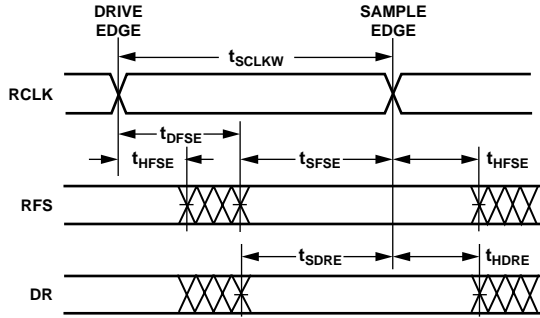 DRIVE
EDGE
SAMPLE
EDGE
tSCLKW
RCLK
tDFSE
tHFSE
tSFSE
tHFSE
RFS
tSDRE
tHDRE
DR